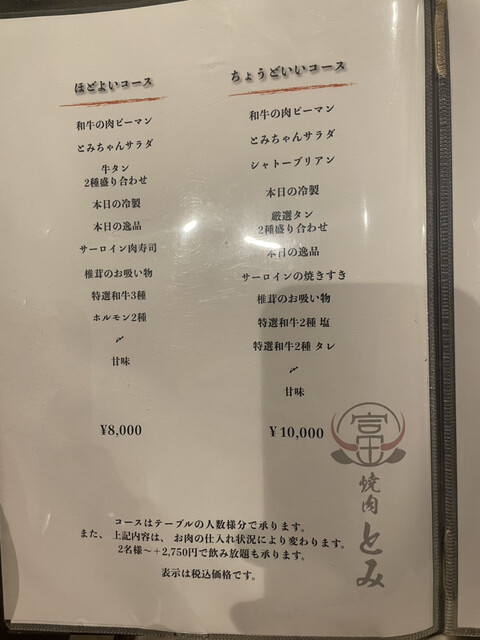 ほどよいコース
和牛の肉ピーマン
とみちゃんサラダ
牛タン
2種盛り合わせ
本日の冷製
本日の逸品
サーロイン肉寿司
椎茸のお吸い物
特選和牛3種
ホルモン2種
〆
甘味
¥8,000
ちょうどいいコース
和牛の肉ピーマン
とみちゃんサラダ
シャトーブリアン
本日の冷製
厳選タン
2種盛り合わせ
本日の逸品
サーロインの焼きすき
椎茸のお吸い物
特選和牛2種 塩
特選和牛2種 タレ
〆
甘味
¥10,000
コースはテーブルの人数様分で承ります。
また、上記内容は、お肉の仕入れ状況により変わります。
2名様～+2,750円で飲み放題も承ります。
表示は税込価格です。
富
焼肉とみ